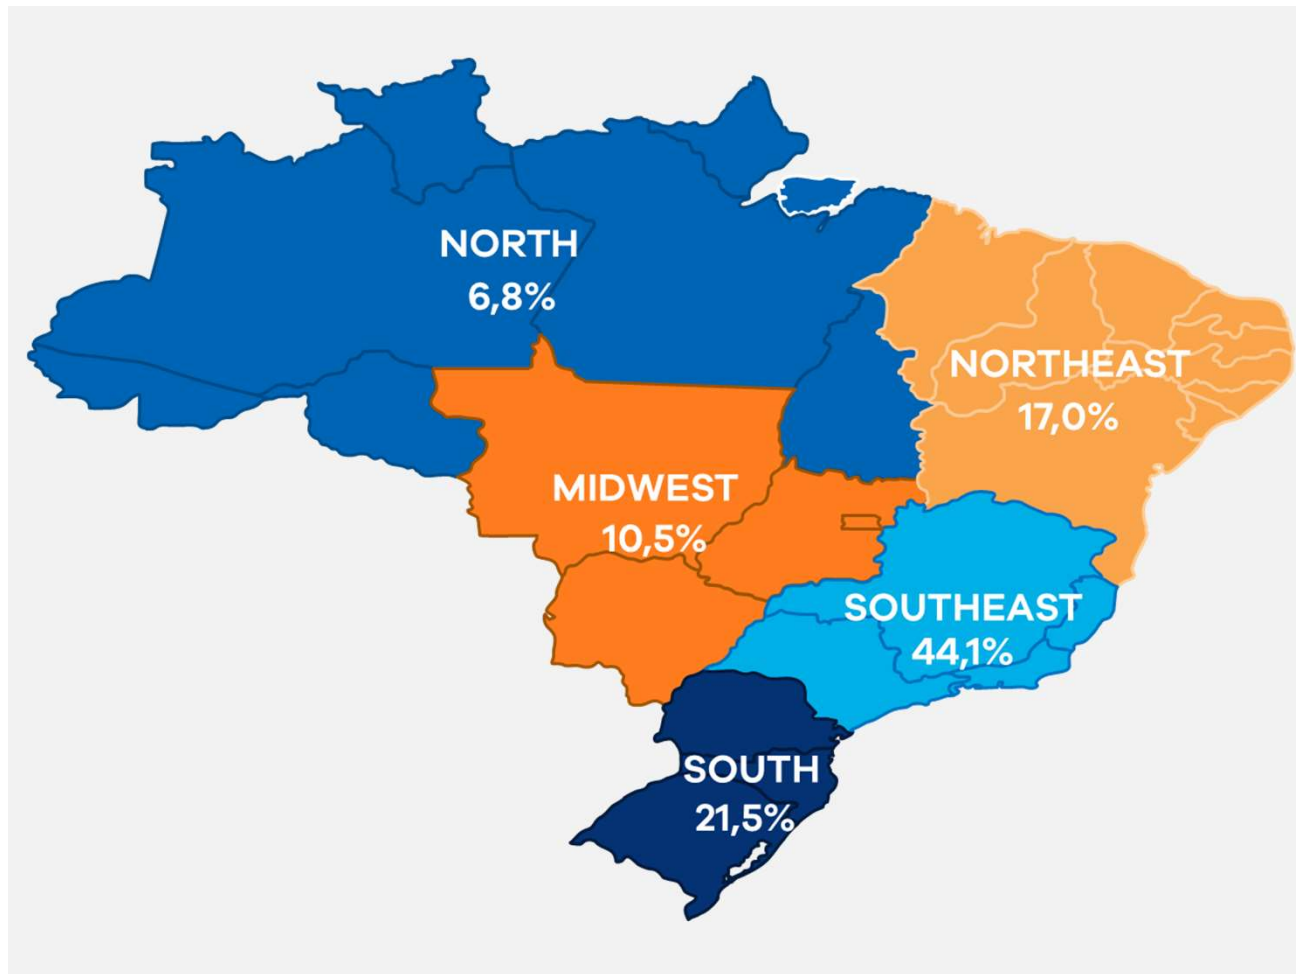 NORTH
6,8%
NORTHEAST
17,0%
MIDWEST
10,5%
SOUTHEAST
44,1%
SOUTH
21,5%